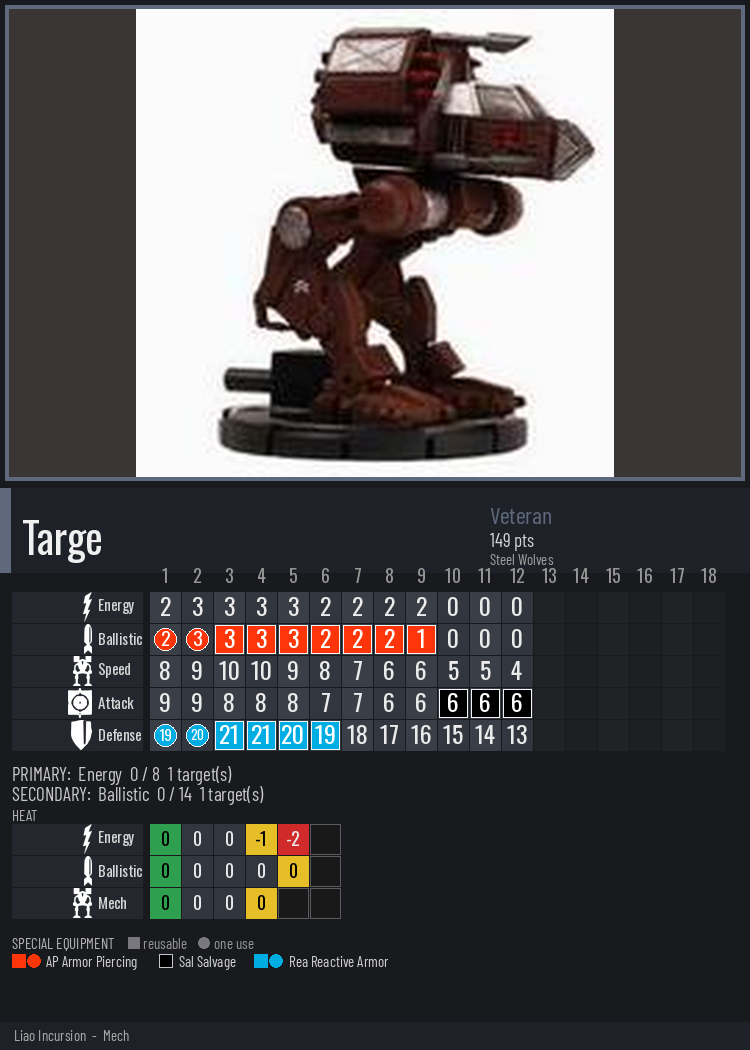 Targe
Veteran
149 pts
Steel Wolves
1 2 3 4 5 6 7 8 9 10 11 12 13 14 15 16 17 18
Energy 2 3 3 3 3 2 2 2 2 0 0 0
Ballistic 2 3 3 3 3 2 2 2 1 0 0 0
Speed 8 9 10 10 9 8 7 6 6 5 5 4
Attack 9 9 8 8 8 7 7 6 6 6 6 6
Defense 19 20 21 21 20 19 18 17 16 15 14 13
PRIMARY: Energy 0 / 8 1 target(s)
SECONDARY: Ballistic 0 / 14 1 target(s)
HEAT
Energy 0 0 0 -1 -2
Ballistic 0 0 0 0 0
Mech 0 0 0 0
SPECIAL EQUIPMENT reusable one use
AP Armor Piercing Sal Salvage Rea Reactive Armor
Liao Incursion - Mech